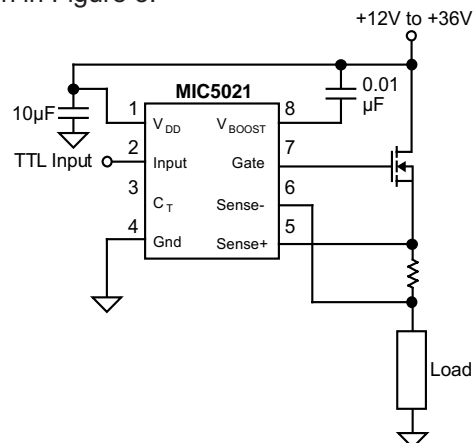 n in Figure 3.
+12V to +36V
MIC5021
10µF
0.01
µF
1
V DD
V BOOST
8
TTL Input
2
Input
Gate
7
3
C T
Sense-
6
4
Gnd
Sense+
5
Load